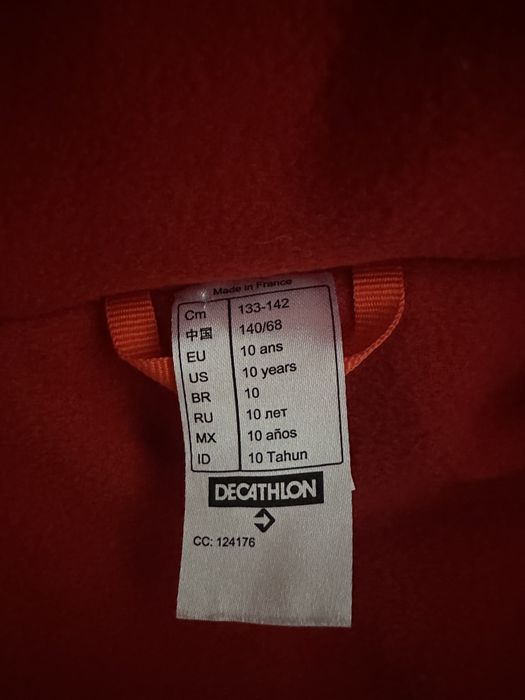 Made in France
Cm 133-142
中国 140/68
EU 10 ans
US 10 years
BR 10
RU 10 лет
MX 10 años
ID 10 Tahun
DECATHLON
CC: 124176